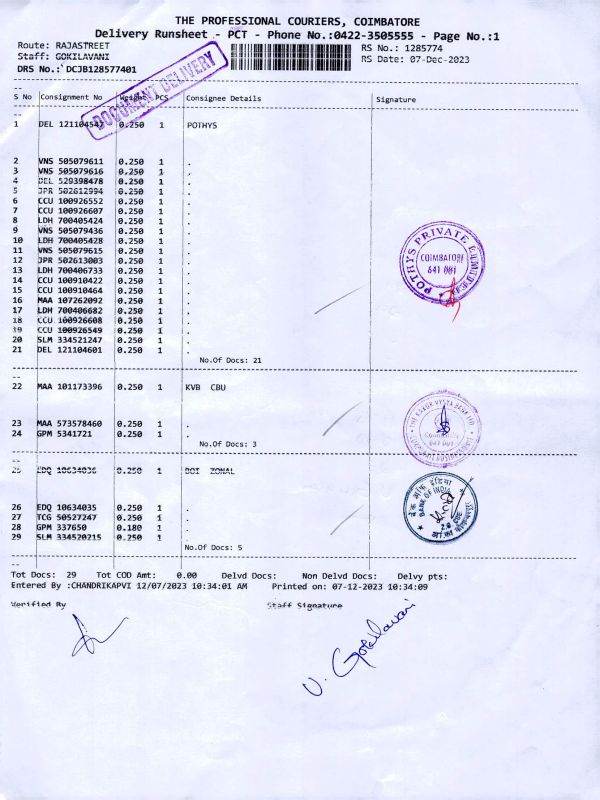 THE PROFESSIONAL COURIERS, COIMBATORE
Delivery Runsheet - PCT - Phone No.:0422-3505555 - Page No.:1
Route: RAJASTREET
RS No.: 1285774
Staff: GOKILAVANI
RS Date: 07-Dec-2023
DRS No.: DCJB128577401
DOCUMENT DELIVERY
S No Consignment No Weight PCS Consignee Details Signature
1 DEL 121104547 0.250 1 POTHYS
2 VNS 505079611 0.250 1 .
3 VNS 505079616 0.250 1 .
4 DEL 529398478 0.250 1 .
5 JPR 502612994 0.250 1 .
6 CCU 100926552 0.250 1 .
7 CCU 100926607 0.250 1 .
8 LDH 700405424 0.250 1 .
9 VNS 505079436 0.250 1 .
10 LDH 700405428 0.250 1 .
11 VNS 505079615 0.250 1 .
12 JPR 502613003 0.250 1 .
13 LDH 700406733 0.250 1 .
14 CCU 100910422 0.250 1 .
15 CCU 100910464 0.250 1 .
16 MAA 107262092 0.250 1 .
17 LDH 700406682 0.250 1 .
18 CCU 100926608 0.250 1 .
19 CCU 100926549 0.250 1 .
20 SLM 334521247 0.250 1 .
21 DEL 121104601 0.250 1 .
No.Of Docs: 21
POTHYS PRIVATE LIMITED
COIMBATORE
641 001
22 MAA 101173396 0.250 1 KVB CBU
23 MAA 573578460 0.250 1 .
24 GPM 5341721 0.250 1 .
No.Of Docs: 3
THE KARUR VYSYA BANK LTD
641 001
25 EDQ 10634036 0.250 1 BOI ZONAL
26 EDQ 10634035 0.250 1 .
27 TCG 50527247 0.250 1 .
28 GPM 337650 0.180 1 .
29 SLM 334520215 0.250 1 .
No.Of Docs: 5
बैंक ऑफ इंडिया
BANK OF INDIA
Tot Docs: 29 Tot COD Amt: 0.00 Delvd Docs: Non Delvd Docs: Delvy pts:
Entered By :CHANDRIKAPVI 12/07/2023 10:34:01 AM Printed on: 07-12-2023 10:34:09
Verified By Staff Signature
V. Gokilavani